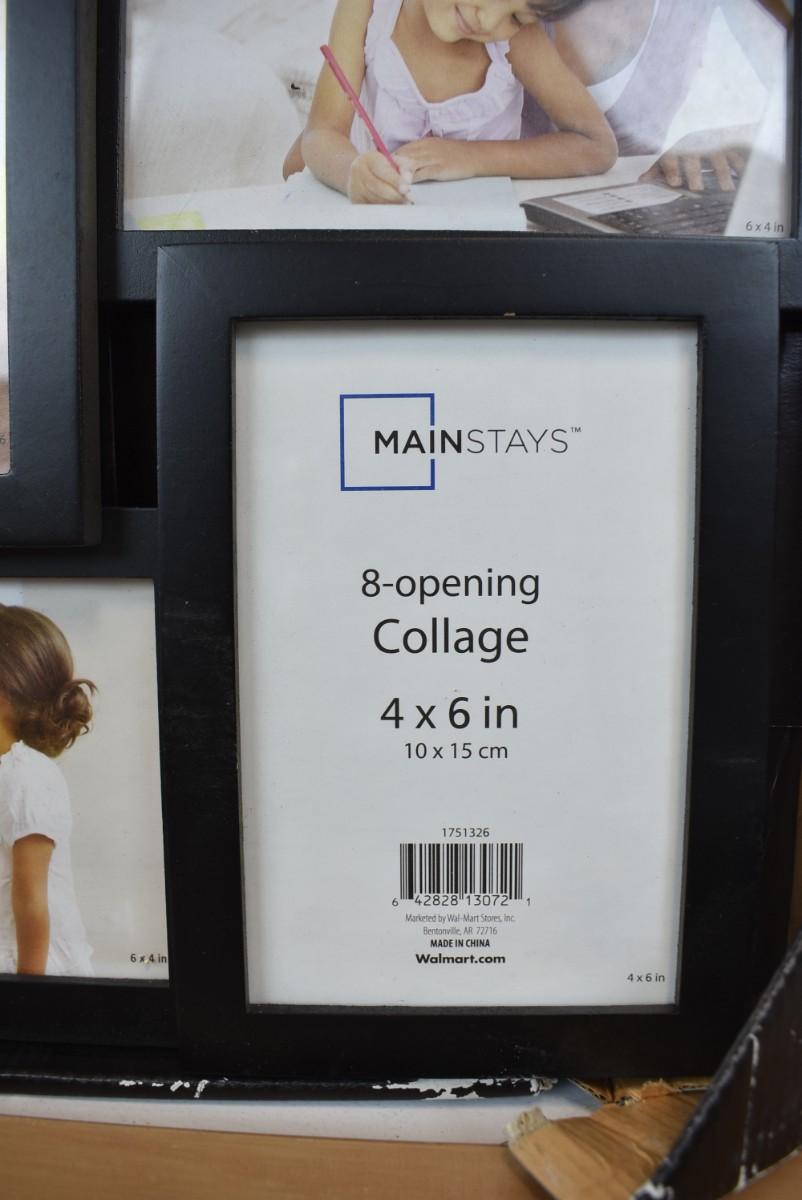 6 x 4 in
MAINSTAYS™
8-opening
Collage
4 x 6 in
10 x 15 cm
1751326
6 42828 13072 1
Marketed by Wal-Mart Stores, Inc.
Bentonville, AR 72716
MADE IN CHINA
Walmart.com
6 x 4 in
4 x 6 in